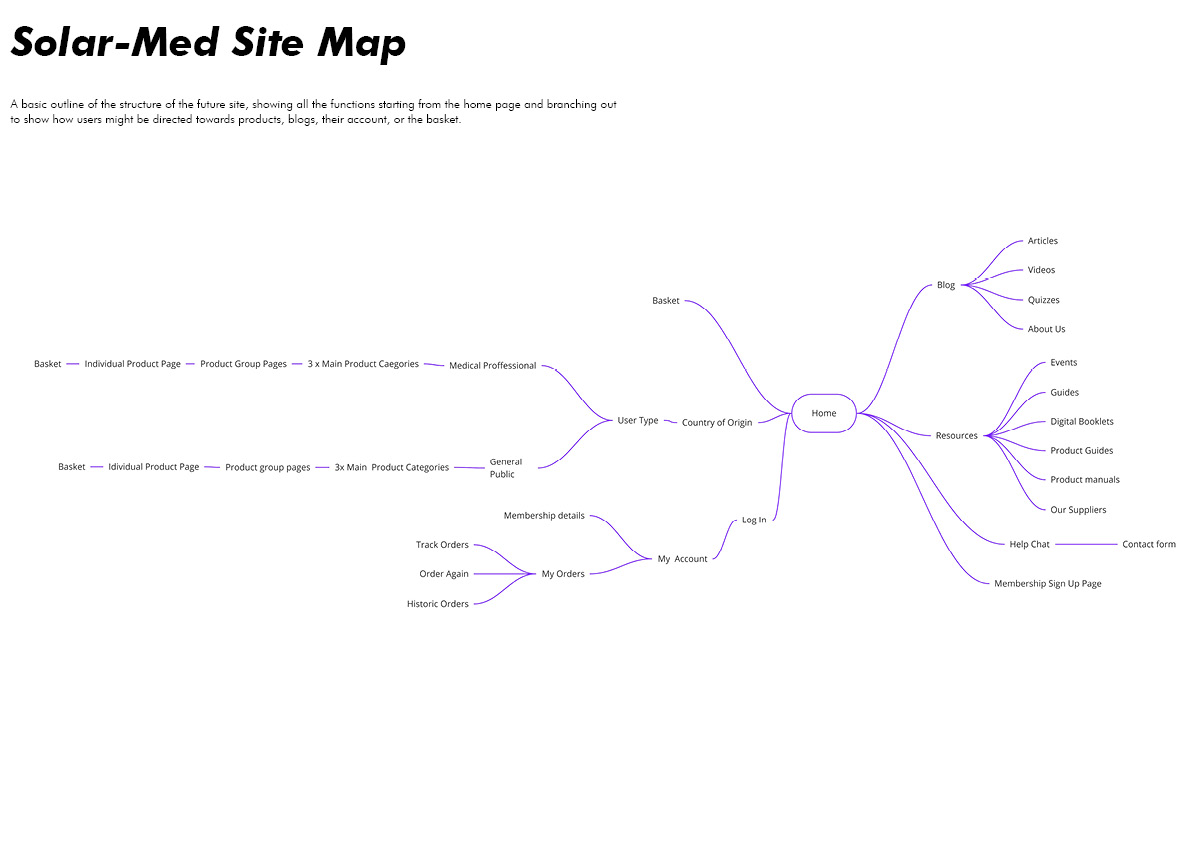 Solar-Med Site Map
A basic outline of the structure of the future site, showing all the functions starting from the home page and branching out
to show how users might be directed towards products, blogs, their account, or the basket.
Articles
Videos
Blog
Quizzes
About Us
Basket
Basket
Individual Product Page
Product Group Pages
3 x Main Product Caegories
Medical Proffessional
User Type
Country of Origin
Home
Basket
Idividual Product Page
Product group pages
3x Main Product Categories
General
Public
Events
Guides
Digital Booklets
Resources
Product Guides
Product manuals
Our Suppliers
Log In
Membership details
My Account
Track Orders
Order Again
My Orders
Historic Orders
Help Chat
Contact form
Membership Sign Up Page